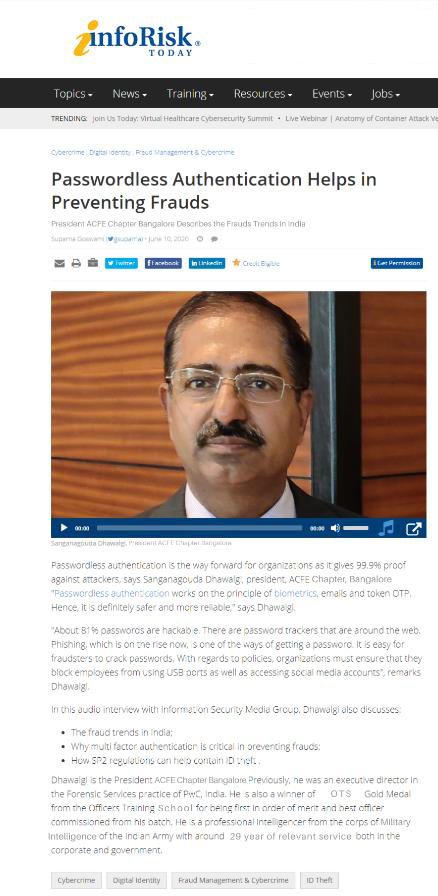 infoRisk®
TODAY
Topics News Training Resources Events Jobs
TRENDING: Join Us Today: Virtual Healthcare Cybersecurity Summit • Live Webinar | Anatomy of Container Attack Ve
Cybercrime , Digital Identity , Fraud Management & Cybercrime
Passwordless Authentication Helps in
Preventing Frauds
President ACFE Chapter Bangalore Describes the Frauds Trends in India
Suparna Goswami (gsuparna) • June 10, 2020
Twitter Facebook LinkedIn Credit Eligible Get Permission
00:00 00:00
Sanganagouda Dhawalgi, President ACFE Chapter Bangalore
Passwordless authentication is the way forward for organizations as it gives 99.9% proof
against attackers, says Sanganagouda Dhawalgi, president, ACFE Chapter, Bangalore
"Passwordless authentication works on the principle of biometrics, emails and token OTP.
Hence, it is definitely safer and more reliable," says Dhawalgi.
"About 81% passwords are hackable. There are password trackers that are around the web.
Phishing, which is on the rise now, is one of the ways of getting a password. It is easy for
fraudsters to crack passwords. With regards to policies, organizations must ensure that they
block employees from using USB ports as well as accessing social media accounts", remarks
Dhawalgi.
In this audio interview with Information Security Media Group, Dhawalgi also discusses:
• The fraud trends in India;
• Why multi factor authentication is critical in preventing frauds;
• How SP2 regulations can help contain ID theft .
Dhawalgi is the President ACFE Chapter Bangalore Previously, he was an executive director in
the Forensic Services practice of PwC, India. He is also a winner of OTS Gold Medal
from the Officers Training School for being first in order of merit and best officer
commissioned from his batch. He is a professional Intelligencer from the corps of Military
Intelligence of the Indian Army with around 29 year of relevant service both in the
corporate and government.
Cybercrime Digital Identity Fraud Management & Cybercrime ID Theft